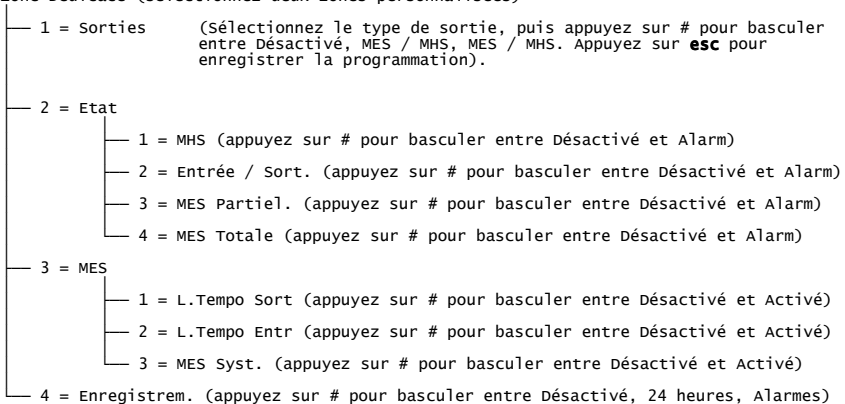 1 = Sorties (Sélectionnez le type de sortie, puis appuyez sur # pour basculer
entre Désactivé, MES / MHS, MES / MHS. Appuyez sur esc pour
enregistrer la programmation).
2 = Etat
1 = MHS (appuyez sur # pour basculer entre Désactivé et Alarm)
2 = Entrée / Sort. (appuyez sur # pour basculer entre Désactivé et Alarm)
3 = MES Partiel. (appuyez sur # pour basculer entre Désactivé et Alarm)
4 = MES Totale (appuyez sur # pour basculer entre Désactivé et Alarm)
3 = MES
1 = L.Tempo Sort (appuyez sur # pour basculer entre Désactivé et Activé)
2 = L.Tempo Entr (appuyez sur # pour basculer entre Désactivé et Activé)
3 = MES Syst. (appuyez sur # pour basculer entre Désactivé et Activé)
4 = Enregistrem. (appuyez sur # pour basculer entre Désactivé, 24 heures, Alarmes)